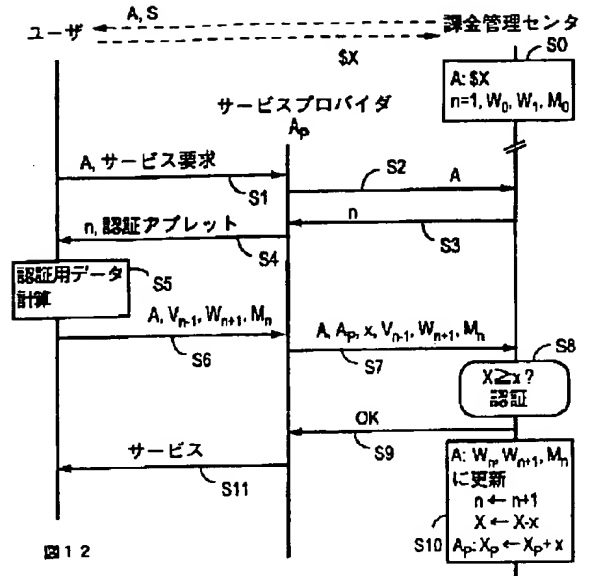 A, S
ユーザ
課金管理センタ
$X
S0
A: $X
n=1, W₀, W₁, M₀
サービスプロバイダ
Aₚ
A, サービス要求
S1
S2
A
n
S3
n, 認証アプレット
S4
認証用データ
計算
S5
A, Vₙ₋₁, Wₙ₊₁, Mₙ
S6
A, Aₚ, x, Vₙ₋₁, Wₙ₊₁, Mₙ
S7
S8
X≧x?
認証
OK
S9
サービス
S11
A: Wₙ, Wₙ₊₁, Mₙ
に更新
n ← n+1
X ← X-x
Aₚ: Xₚ ← Xₚ+x
S10
図12